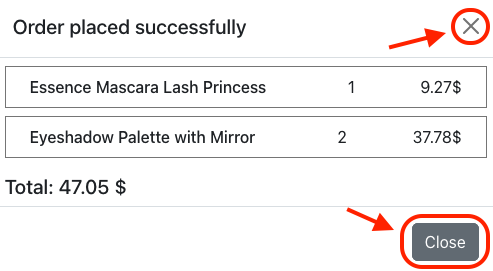 Order placed successfully
Essence Mascara Lash Princess 1 9.27$
Eyeshadow Palette with Mirror 2 37.78$
Total: 47.05 $
Close